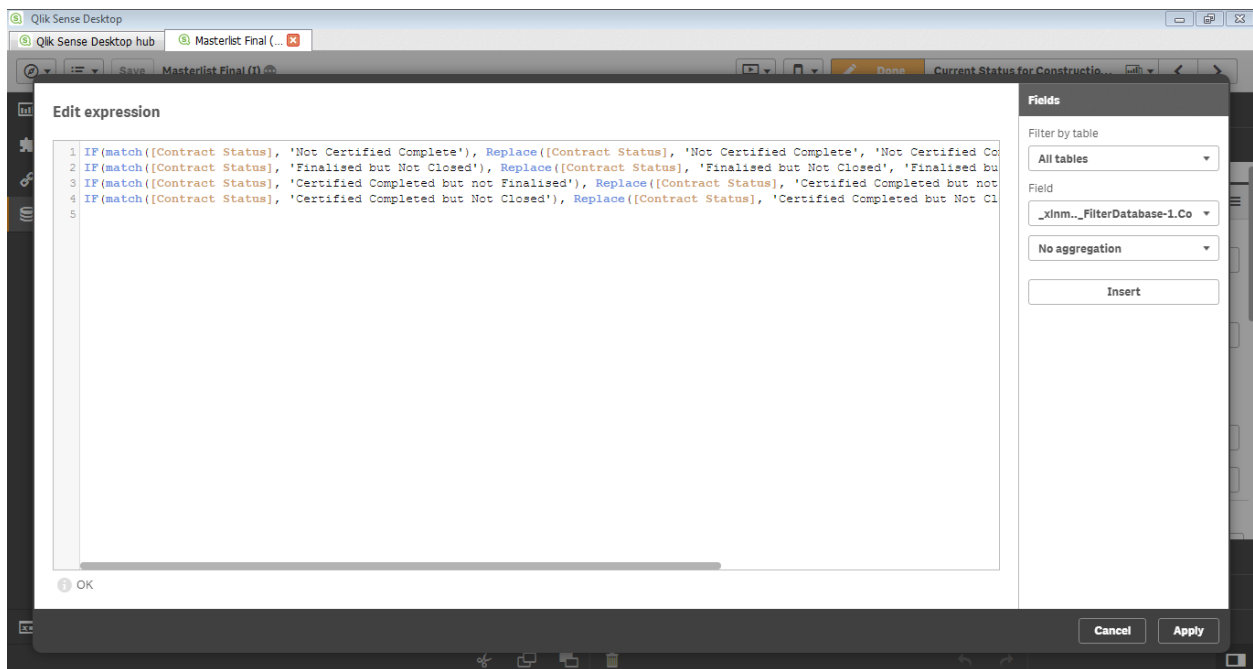 Qlik Sense Desktop
Qlik Sense Desktop hub
Masterlist Final (...
Save
Masterlist Final (I)
Done
Current Status for Constructio...
Edit expression
1 IF(match([Contract Status], 'Not Certified Complete'), Replace([Contract Status], 'Not Certified Complete', 'Not Certified Co
2 IF(match([Contract Status], 'Finalised but Not Closed'), Replace([Contract Status], 'Finalised but Not Closed', 'Finalised bu
3 IF(match([Contract Status], 'Certified Completed but not Finalised'), Replace([Contract Status], 'Certified Completed but not
4 IF(match([Contract Status], 'Certified Completed but Not Closed'), Replace([Contract Status], 'Certified Completed but Not Cl
5
OK
Fields
Filter by table
All tables
Field
_xlnm.._FilterDatabase-1.Co
No aggregation
Insert
Cancel
Apply